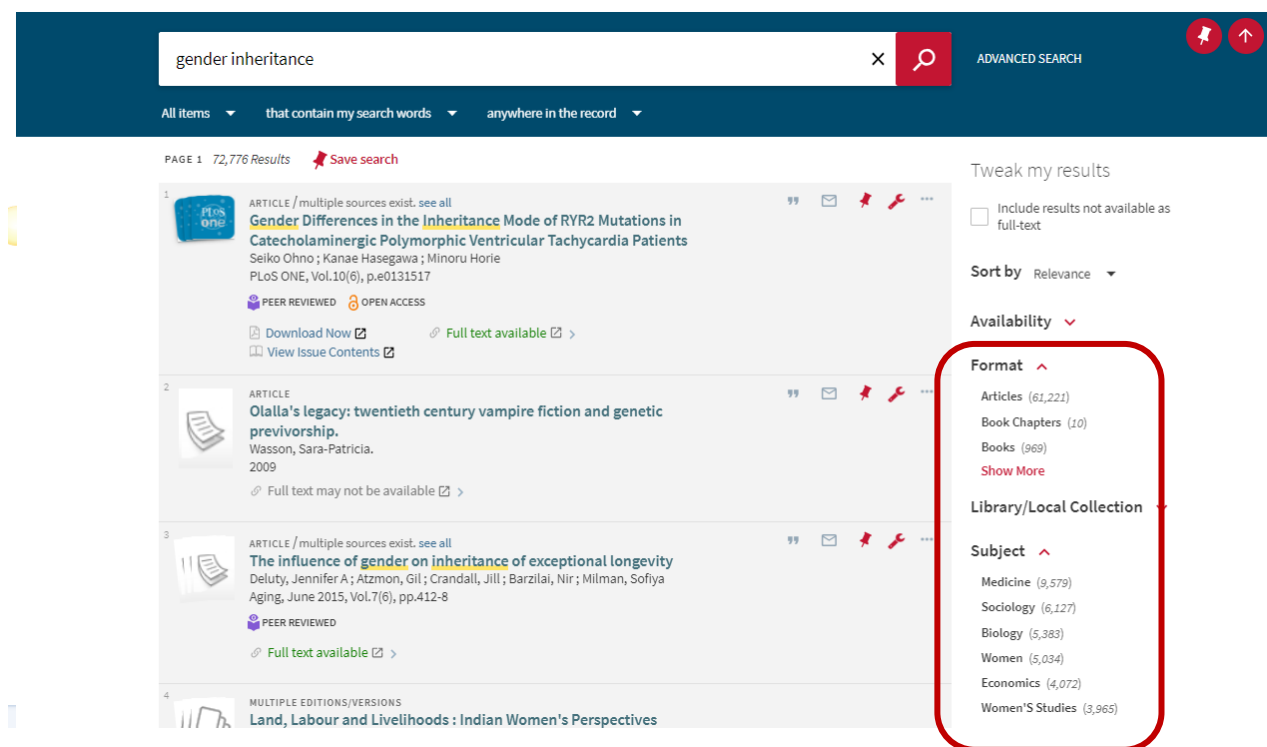 gender inheritance
ADVANCED SEARCH
All items that contain my search words anywhere in the record
PAGE 1 72,776 Results Save search
Tweak my results
Include results not available as
full-text
Sort by Relevance
Availability
Format
Articles (61,221)
Book Chapters (10)
Books (969)
Show More
Library/Local Collection
Subject
Medicine (9,579)
Sociology (6,127)
Biology (5,383)
Women (5,034)
Economics (4,072)
Women'S Studies (3,965)
1
PLoS
one
ARTICLE / multiple sources exist. see all
Gender Differences in the Inheritance Mode of RYR2 Mutations in
Catecholaminergic Polymorphic Ventricular Tachycardia Patients
Seiko Ohno ; Kanae Hasegawa ; Minoru Horie
PLoS ONE, Vol.10(6), p.e0131517
PEER REVIEWED OPEN ACCESS
Download Now Full text available
View Issue Contents
2
ARTICLE
Olalla's legacy: twentieth century vampire fiction and genetic
previvorship.
Wasson, Sara-Patricia.
2009
Full text may not be available
3
ARTICLE / multiple sources exist. see all
The influence of gender on inheritance of exceptional longevity
Deluty, Jennifer A ; Atzmon, Gil ; Crandall, Jill ; Barzilai, Nir ; Milman, Sofiya
Aging, June 2015, Vol.7(6), pp.412-8
PEER REVIEWED
Full text available
4
MULTIPLE EDITIONS/VERSIONS
Land, Labour and Livelihoods : Indian Women's Perspectives